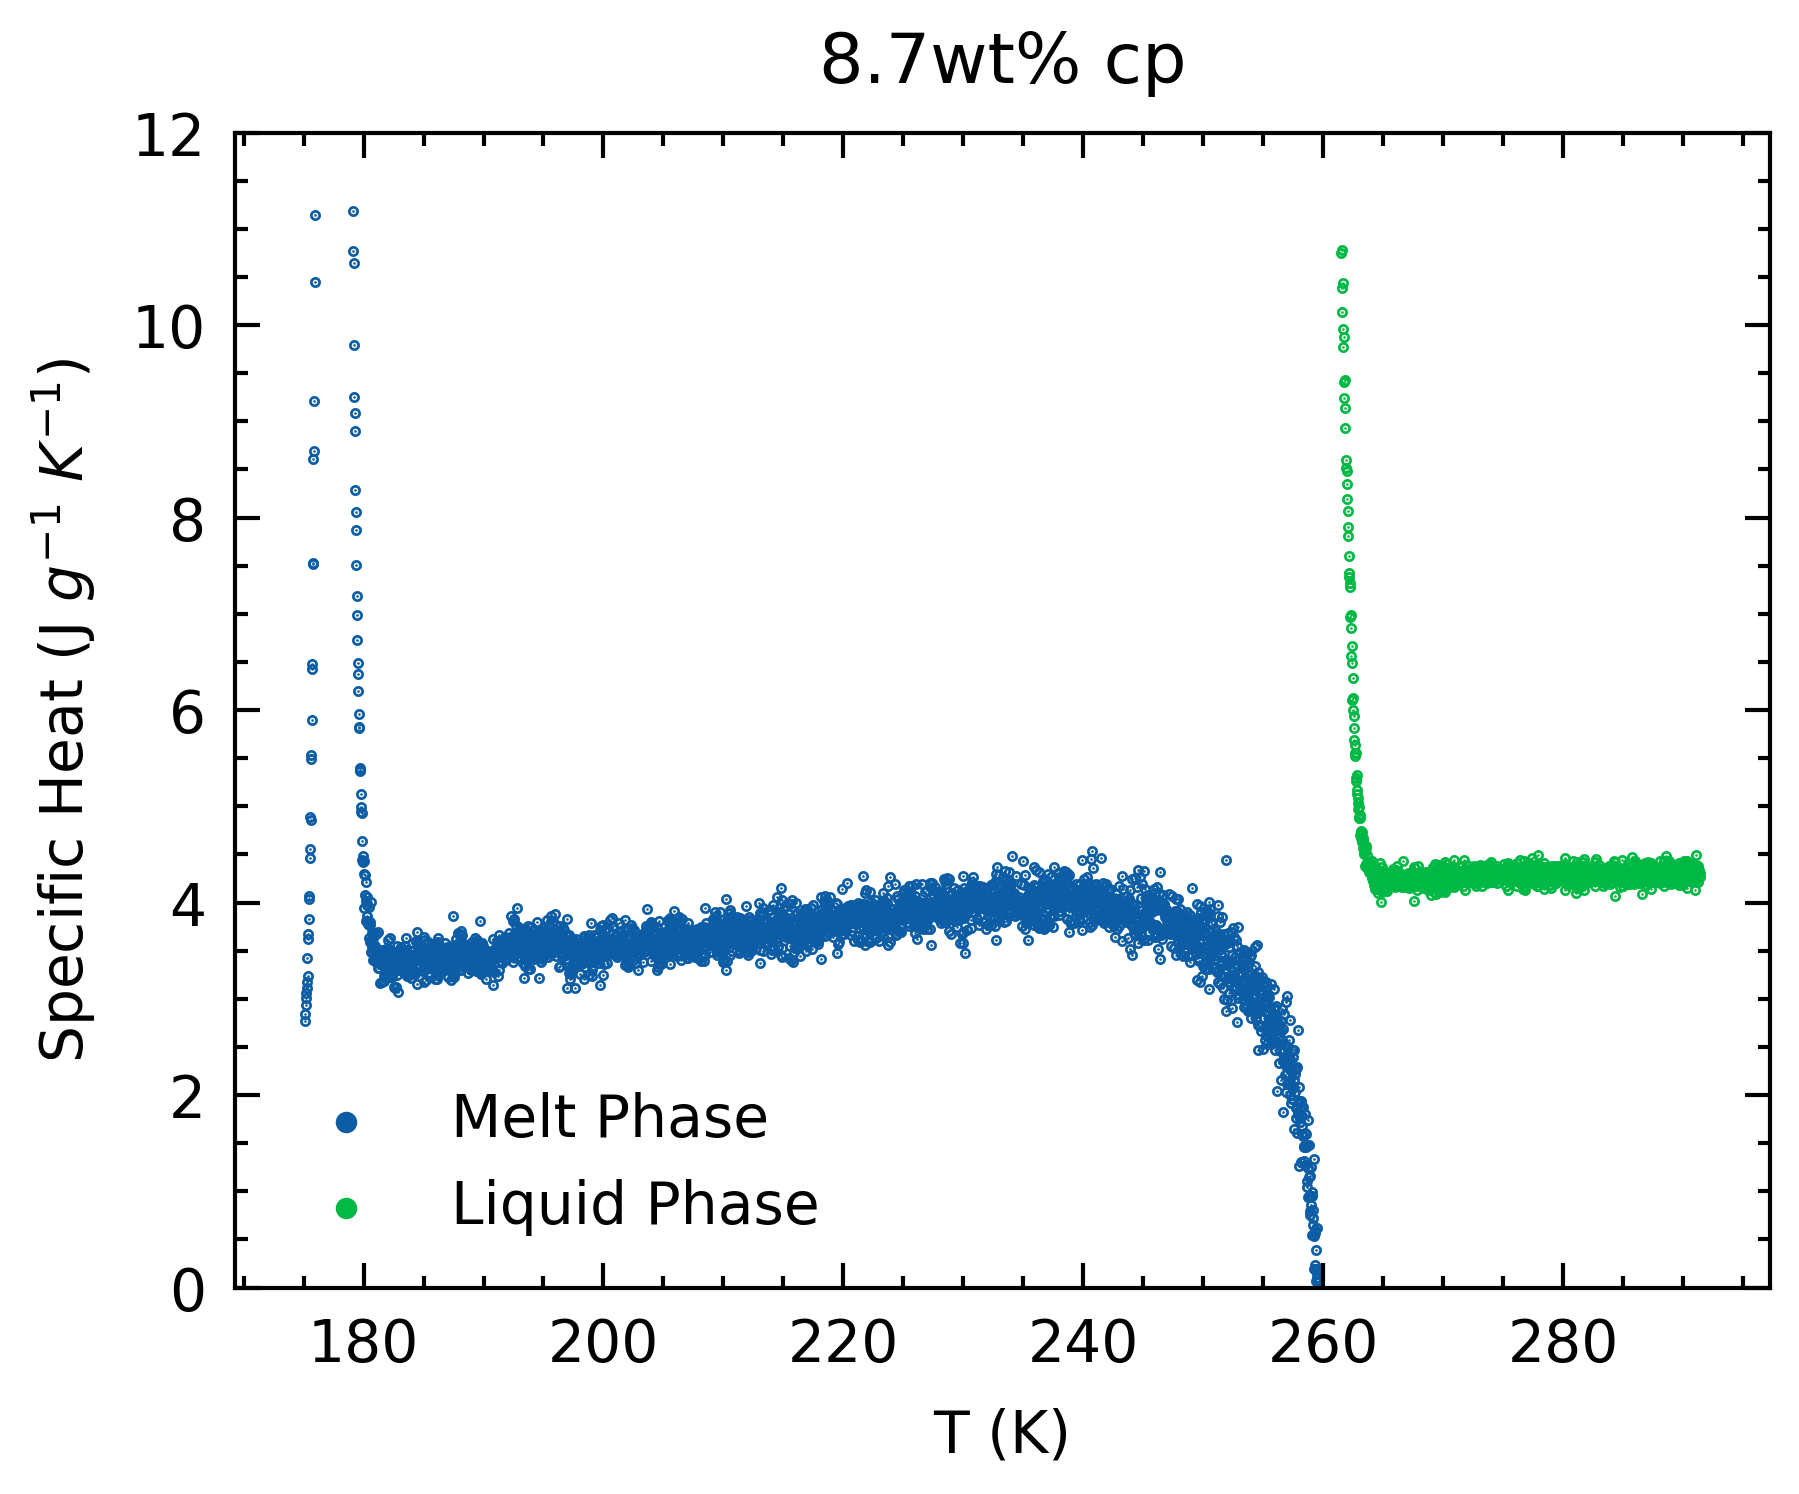 8.7wt% cp
12
10
8
6
4
2
0
Specific Heat (J g⁻¹ K⁻¹)
Melt Phase
Liquid Phase
180 200 220 240 260 280
T (K)